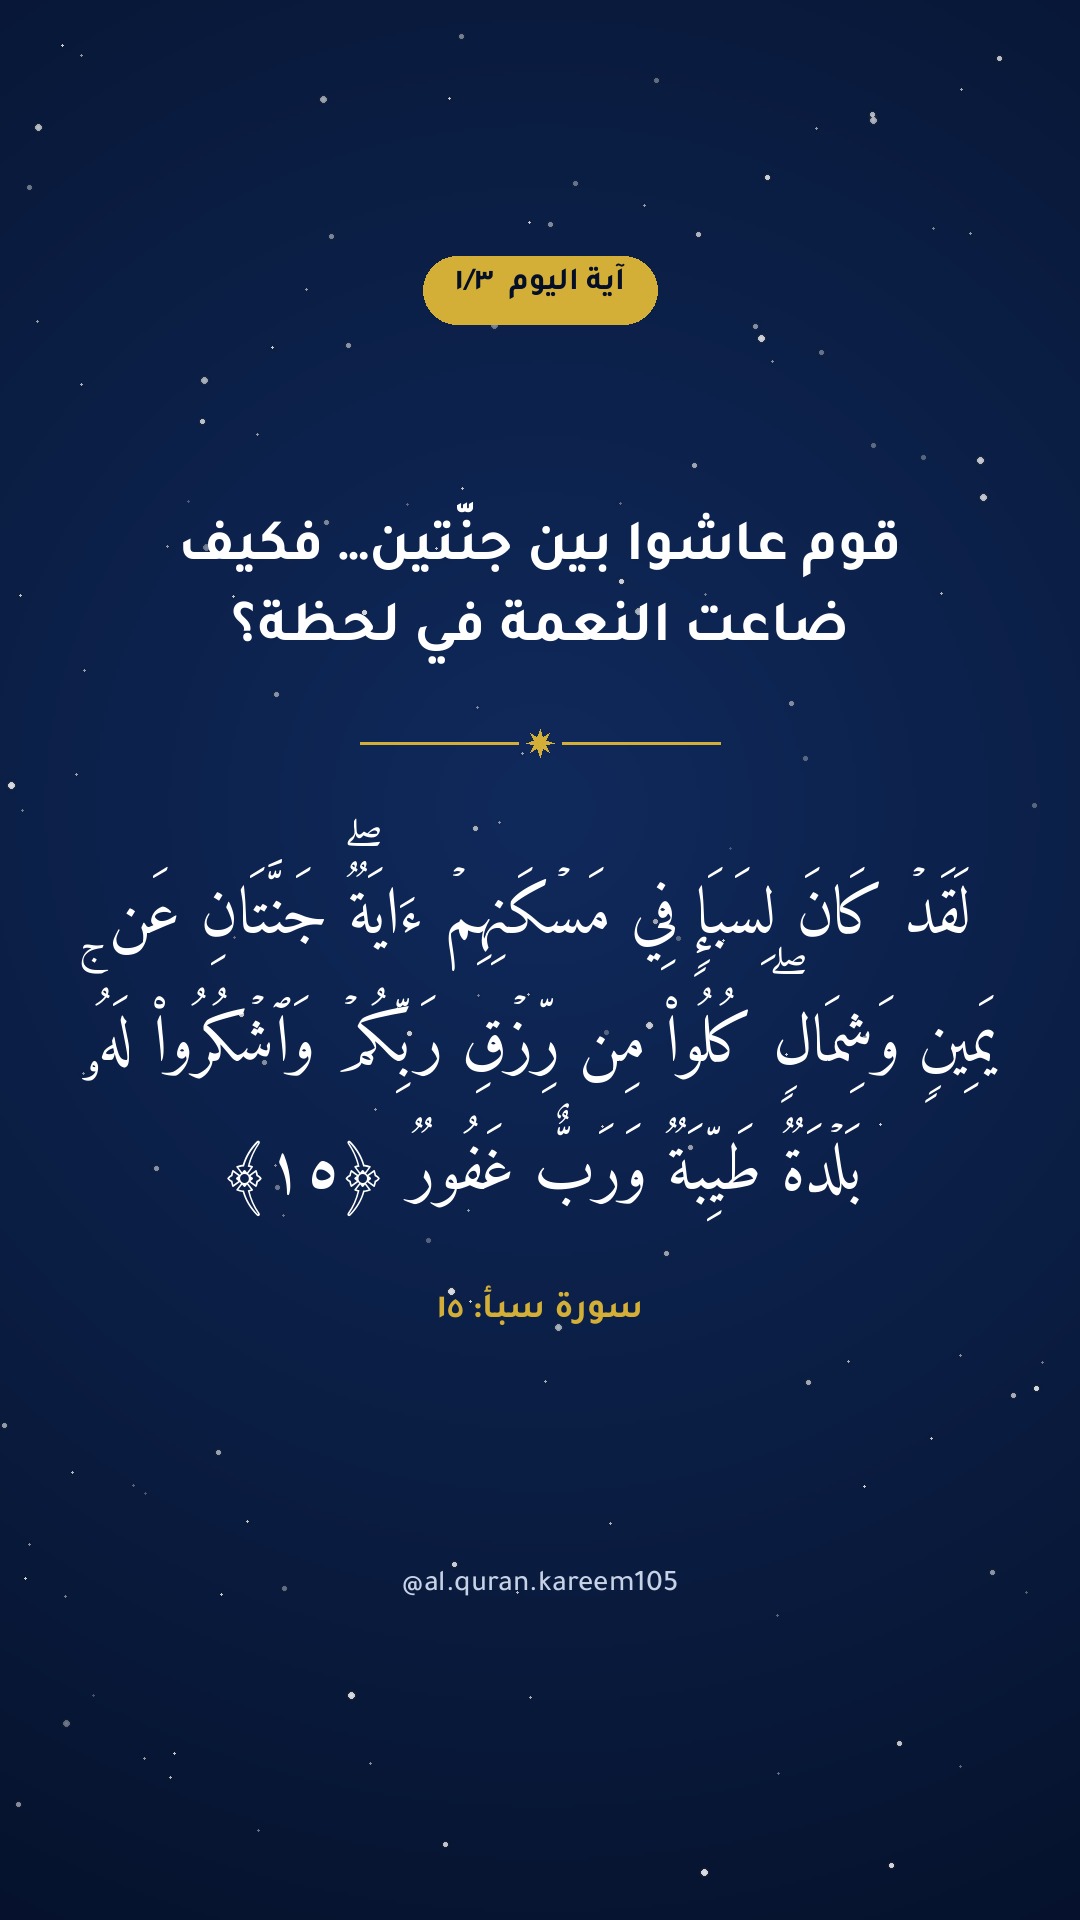 آية اليوم ١/٣
قوم عاشوا بين جنّتين... فكيف
ضاعت النعمة في لحظة؟
لَقَدۡ كَانَ لِسَبَإٖ فِي مَسۡكَنِهِمۡ ءَايَةٞۖ جَنَّتَانِ عَن
يَمِينٖ وَشِمَالٖۖ كُلُواْ مِن رِّزۡقِ رَبِّكُمۡ وَٱشۡكُرُواْ لَهُۥۚ
بَلۡدَةٞ طَيِّبَةٞ وَرَبٌّ غَفُورٞ ﴿١٥﴾
سورة سبأ: ١٥
@al.quran.kareem105